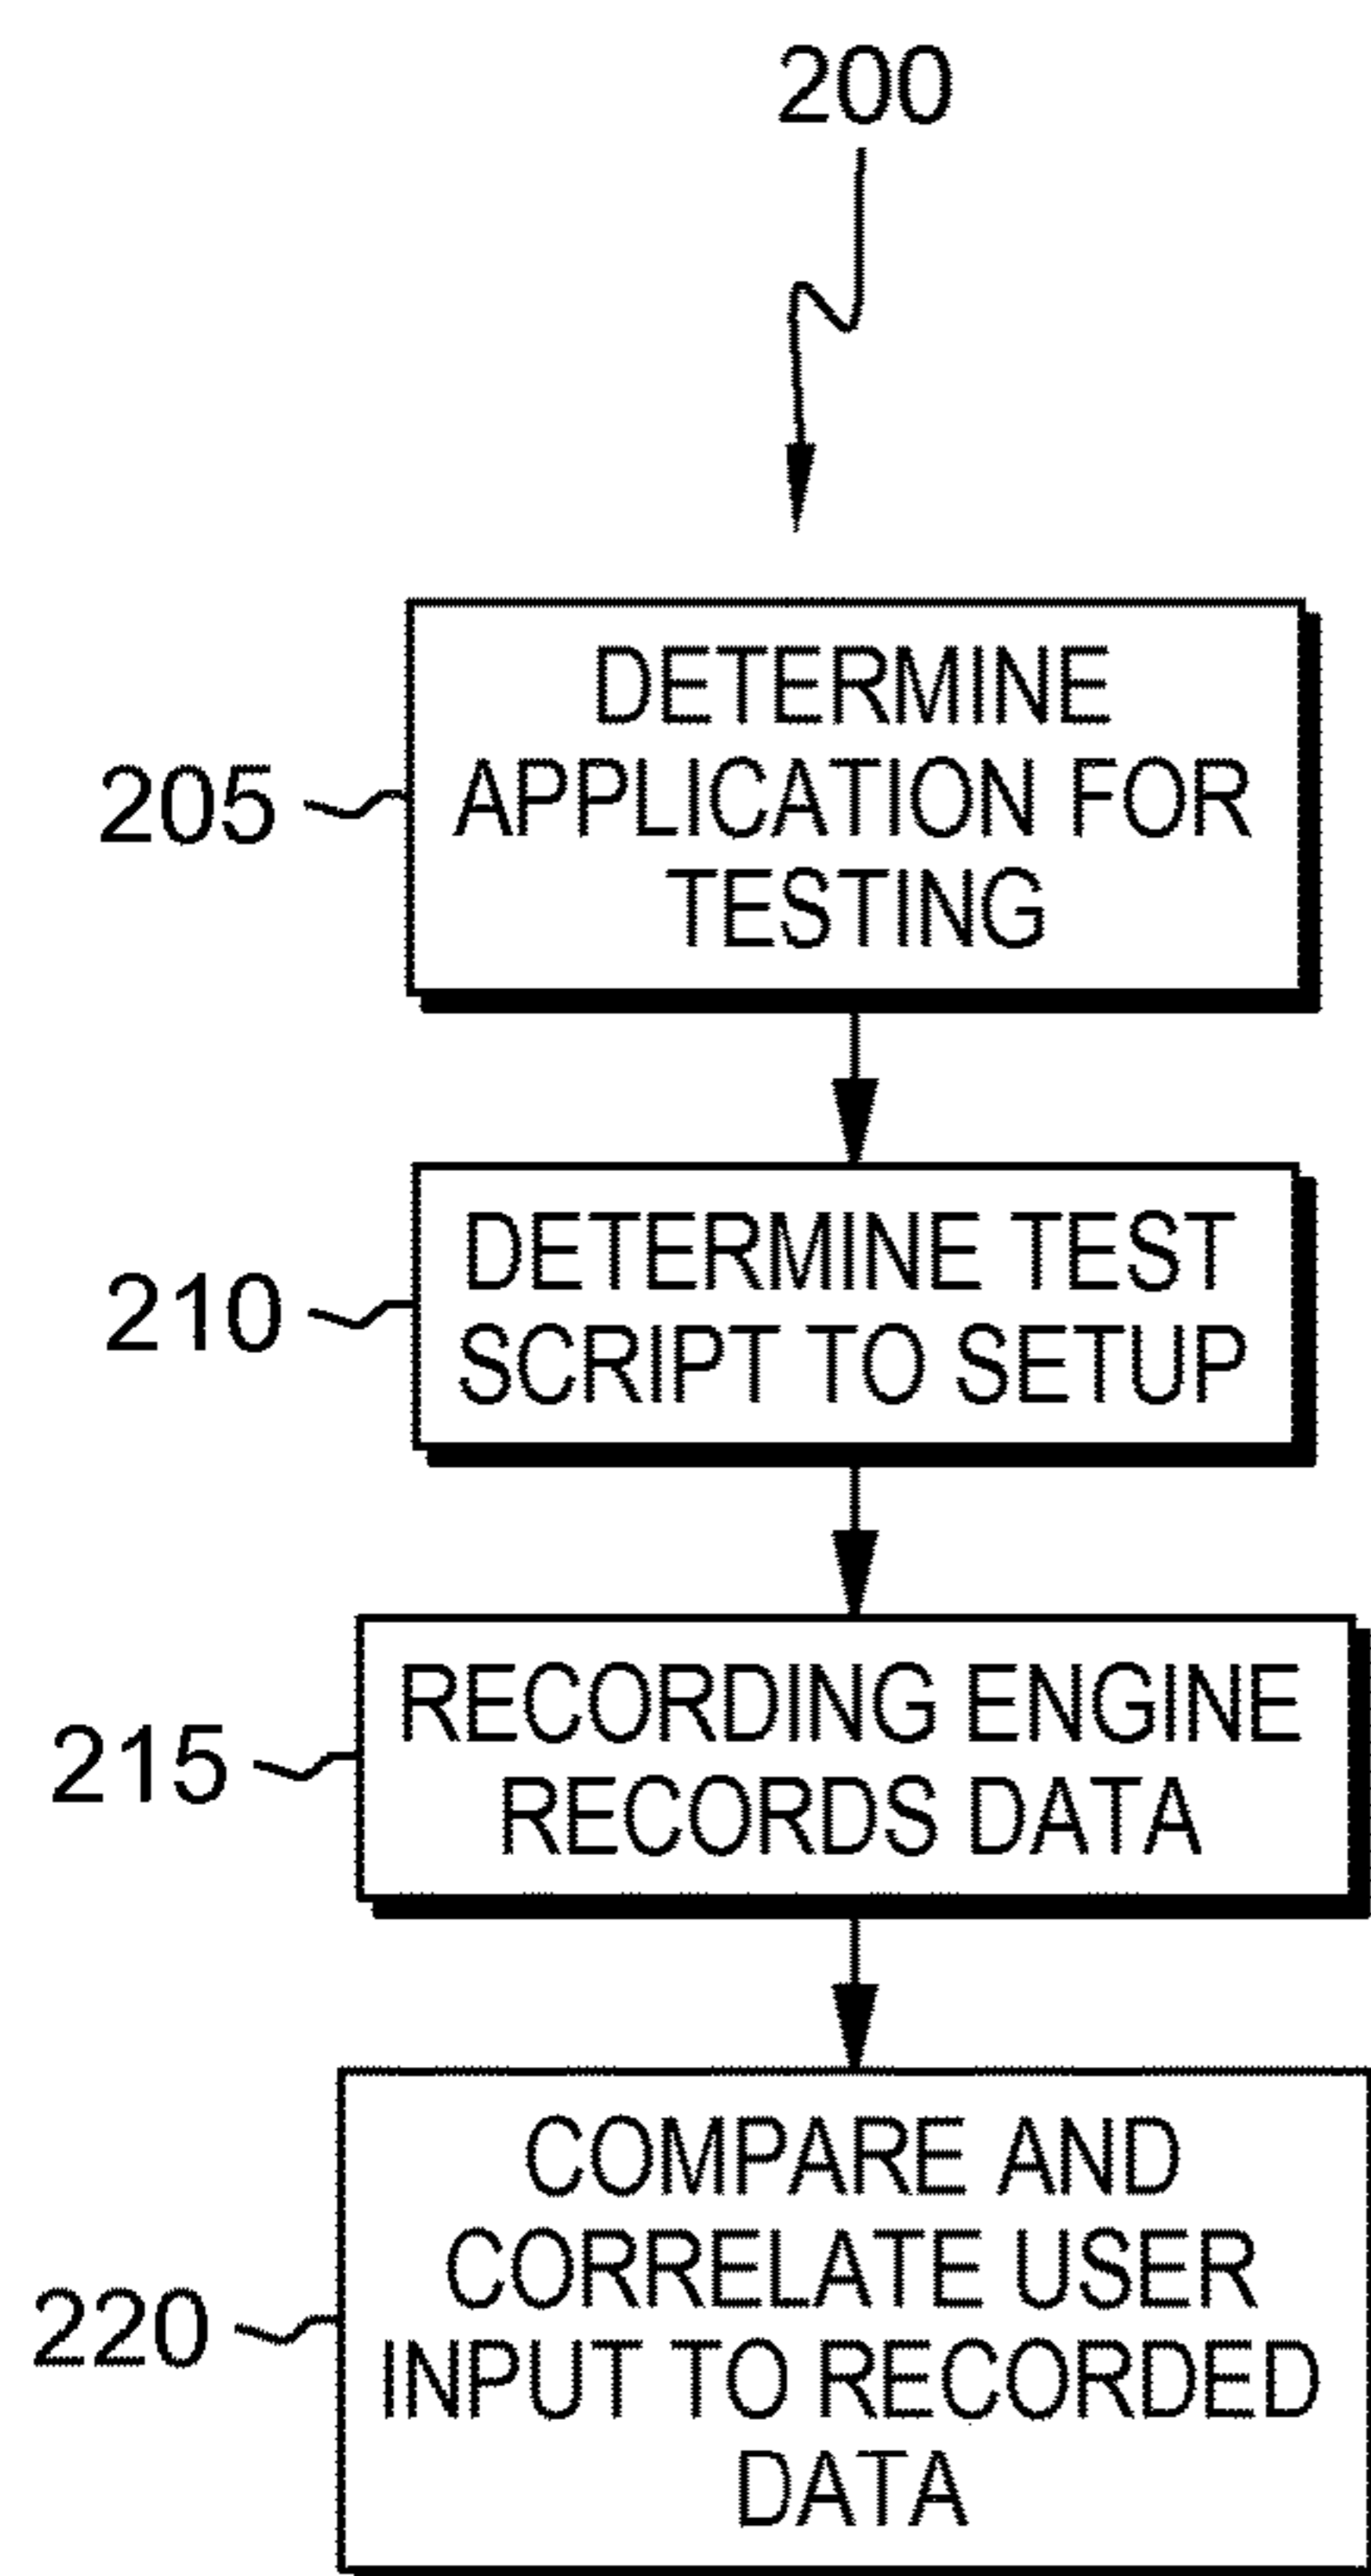 200
205
DETERMINE
APPLICATION FOR
TESTING
210
DETERMINE TEST
SCRIPT TO SETUP
215
RECORDING ENGINE
RECORDS DATA
220
COMPARE AND
CORRELATE USER
INPUT TO RECORDED
DATA